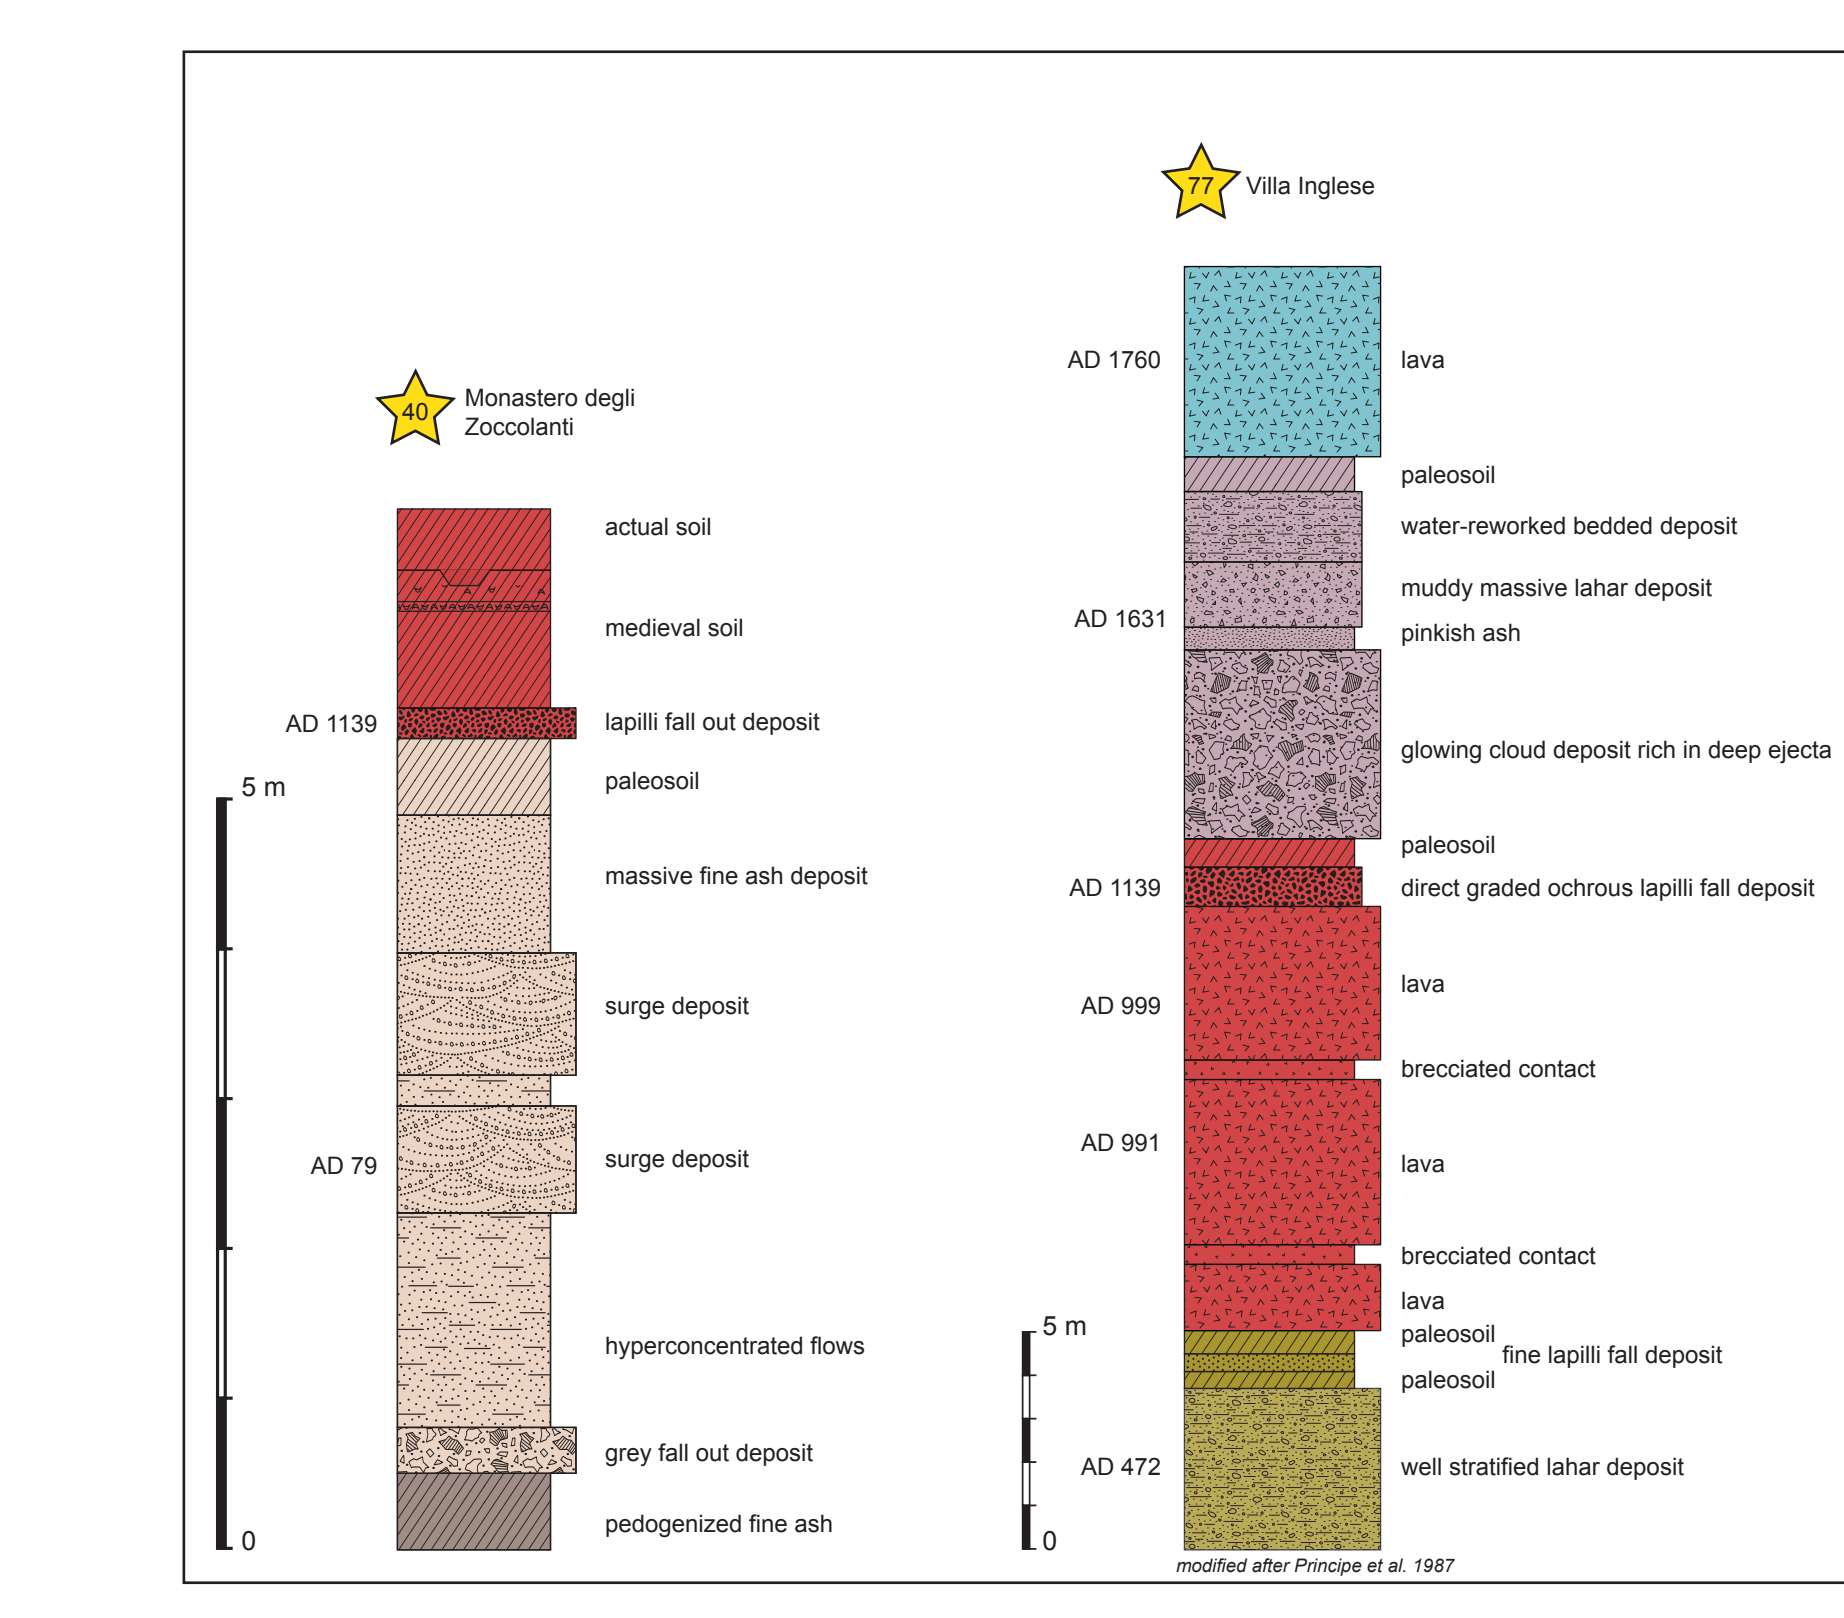 40
Monastero degli
Zoccolanti
actual soil
medieval soil
AD 1139
lapilli fall out deposit
paleosoil
5 m
massive fine ash deposit
surge deposit
surge deposit
AD 79
hyperconcentrated flows
grey fall out deposit
pedogenized fine ash
0
77
Villa Inglese
AD 1760
lava
paleosoil
water-reworked bedded deposit
muddy massive lahar deposit
AD 1631
pinkish ash
glowing cloud deposit rich in deep ejecta
paleosoil
AD 1139
direct graded ochrous lapilli fall deposit
lava
AD 999
brecciated contact
AD 991
lava
brecciated contact
lava
5 m
paleosoil
fine lapilli fall deposit
paleosoil
AD 472
well stratified lahar deposit
0
modified after Principe et al. 1987